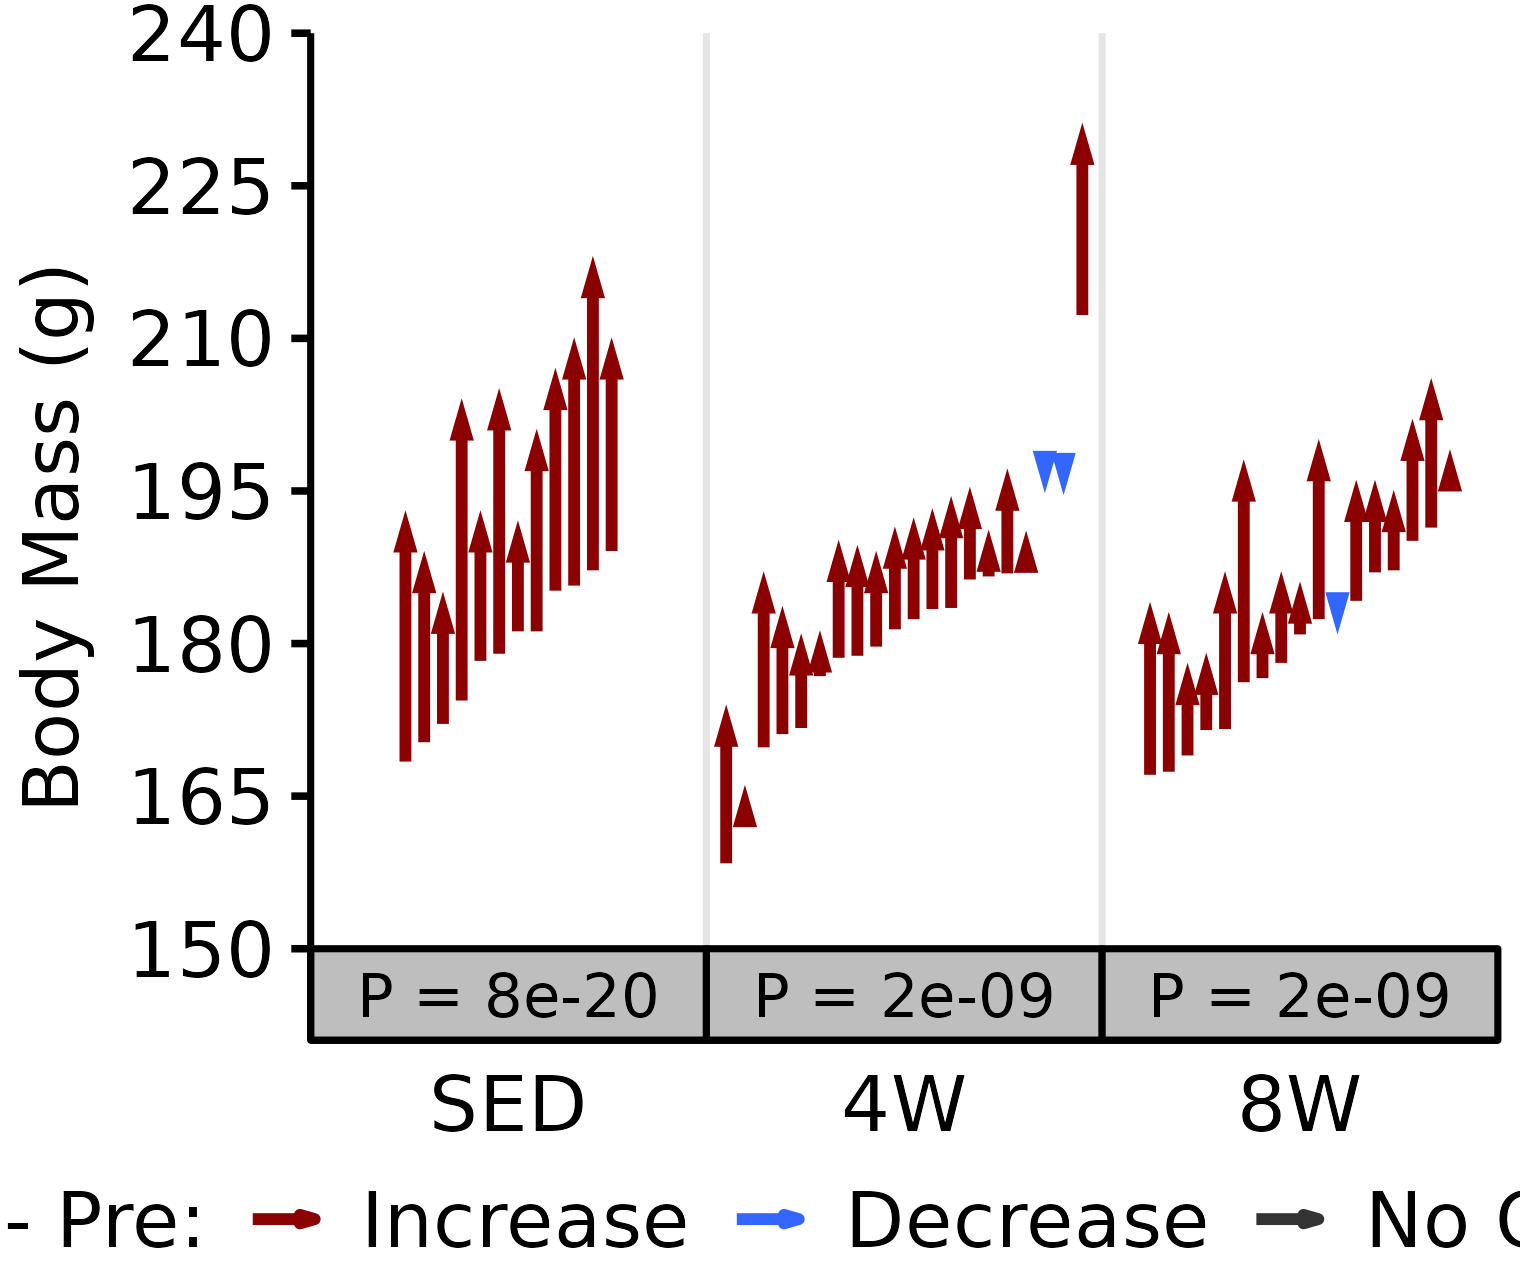 240
225
210
195
180
165
150
Body Mass (g)
P = 8e-20 P = 2e-09 P = 2e-09
SED 4W 8W
- Pre: Increase Decrease No